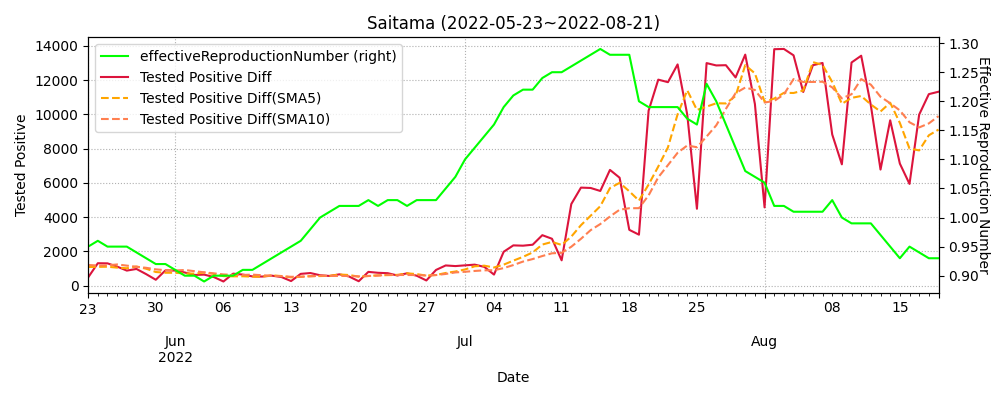 Saitama (2022-05-23~2022-08-21)
effectiveReproductionNumber (right)
Tested Positive Diff
Tested Positive Diff(SMA5)
Tested Positive Diff(SMA10)
Tested Positive
14000
12000
10000
8000
6000
4000
2000
0
1.30
1.25
1.20
1.15
1.10
1.05
1.00
0.95
0.90
Effective Reproduction Number
23 30 06 13 20 27 04 11 18 25 08 15
Jun Jul Aug
2022
Date